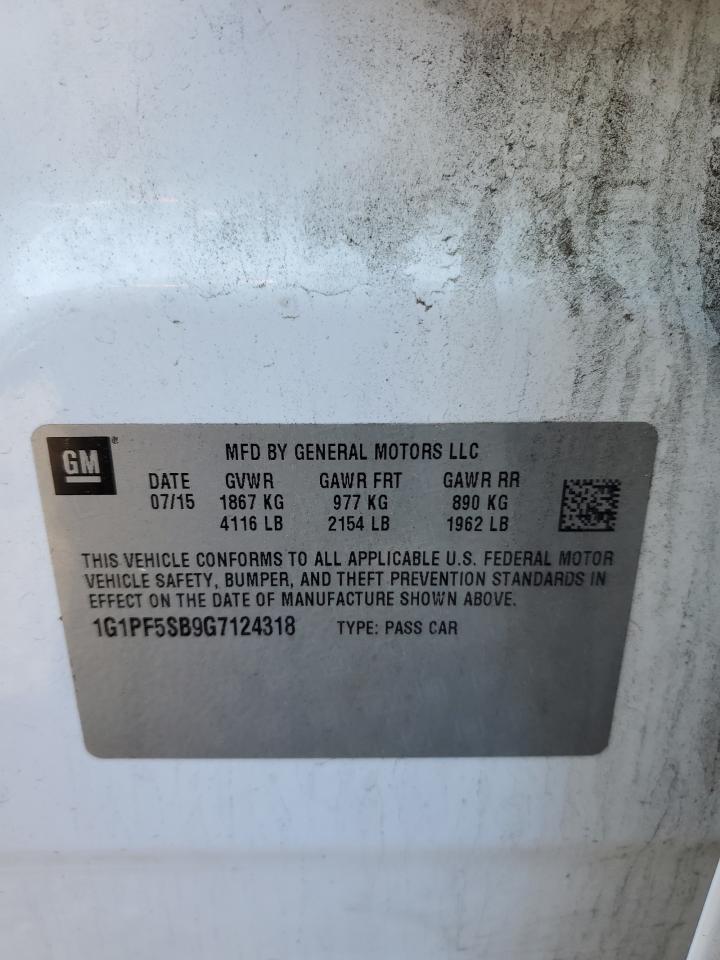 GM®
MFD BY GENERAL MOTORS LLC
DATE GVWR GAWR FRT GAWR RR
07/15 1867 KG 977 KG 890 KG
4116 LB 2154 LB 1962 LB
THIS VEHICLE CONFORMS TO ALL APPLICABLE U.S. FEDERAL MOTOR
VEHICLE SAFETY, BUMPER, AND THEFT PREVENTION STANDARDS IN
EFFECT ON THE DATE OF MANUFACTURE SHOWN ABOVE.
1G1PF5SB9G7124318 TYPE: PASS CAR